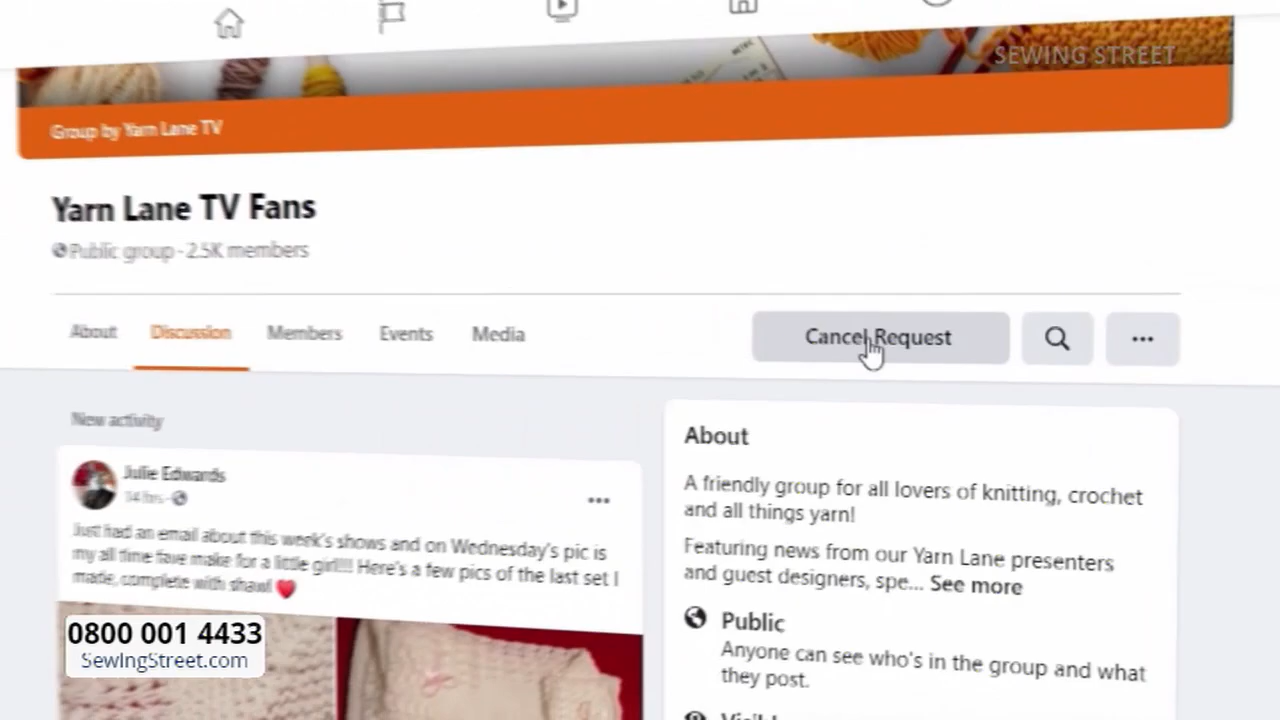 SEWING STREET
Group by Yarn Lane TV
Yarn Lane TV Fans
Public group · 2.5K members
About Discussion Members Events Media
Cancel Request
New activity
Julie Edwards
14 hrs ·
Just had an email about this week's shows and on Wednesday's pic is
my all time fave make for a little girl!!! Here's a few pics of the last set I
made, complete with shawl ❤️
About
A friendly group for all lovers of knitting, crochet
and all things yarn!
Featuring news from our Yarn Lane presenters
and guest designers, spe... See more
Public
Anyone can see who's in the group and what
they post.
0800 001 4433
SewingStreet.com